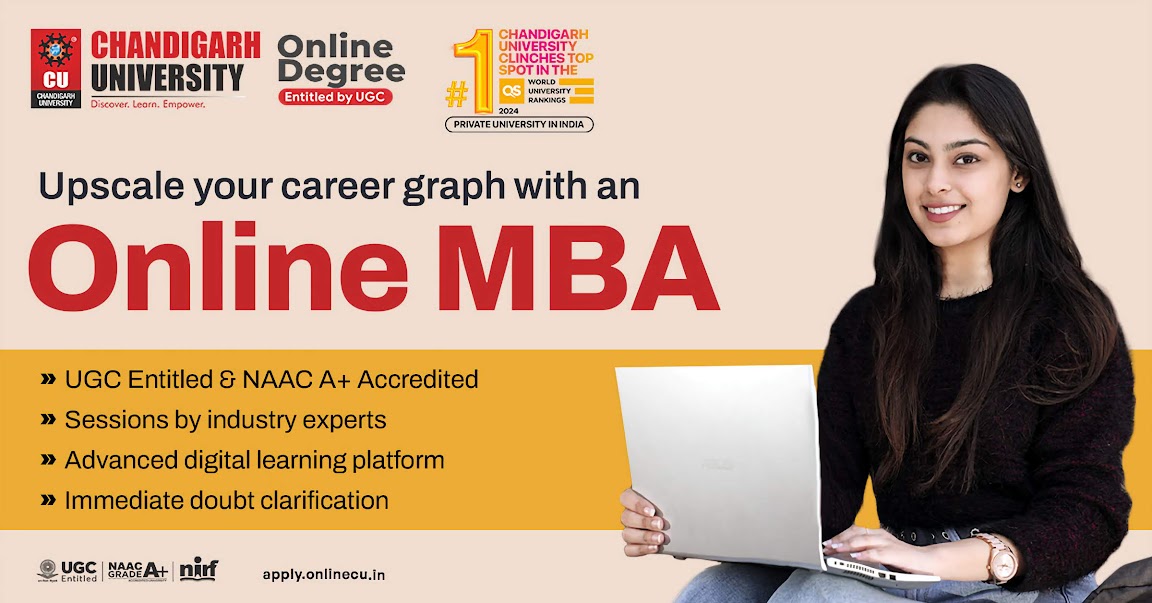 CU
CHANDIGARH
UNIVERSITY
CHANDIGARH
UNIVERSITY
Discover. Learn. Empower.
Online
Degree
Entitled by UGC
#1
CHANDIGARH
UNIVERSITY
CLINCHES TOP
SPOT IN THE
QS
WORLD
UNIVERSITY
RANKINGS
2024
PRIVATE UNIVERSITY IN INDIA
Upscale your career graph with an
Online MBA
» UGC Entitled & NAAC A+ Accredited
» Sessions by industry experts
» Advanced digital learning platform
» Immediate doubt clarification
UGC
Entitled
NAAC
GRADE A+
nirf
apply.onlinecu.in